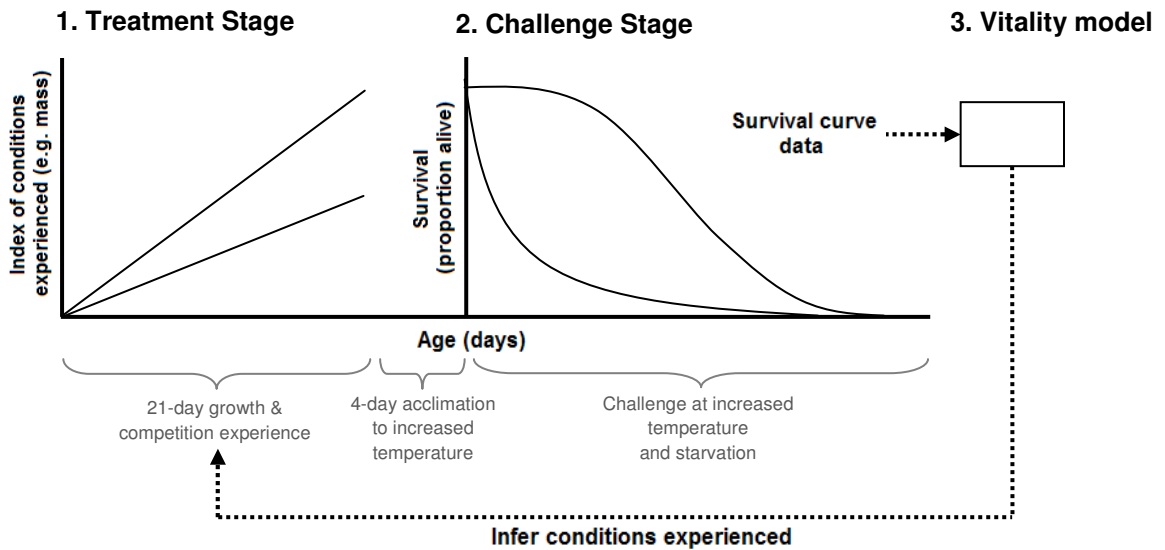 1. Treatment Stage
2. Challenge Stage
3. Vitality model
Index of conditions
experienced (e.g. mass)
Survival
(proportion alive)
Survival curve
data
Age (days)
21-day growth &
competition experience
4-day acclimation
to increased
temperature
Challenge at increased
temperature
and starvation
Infer conditions experienced